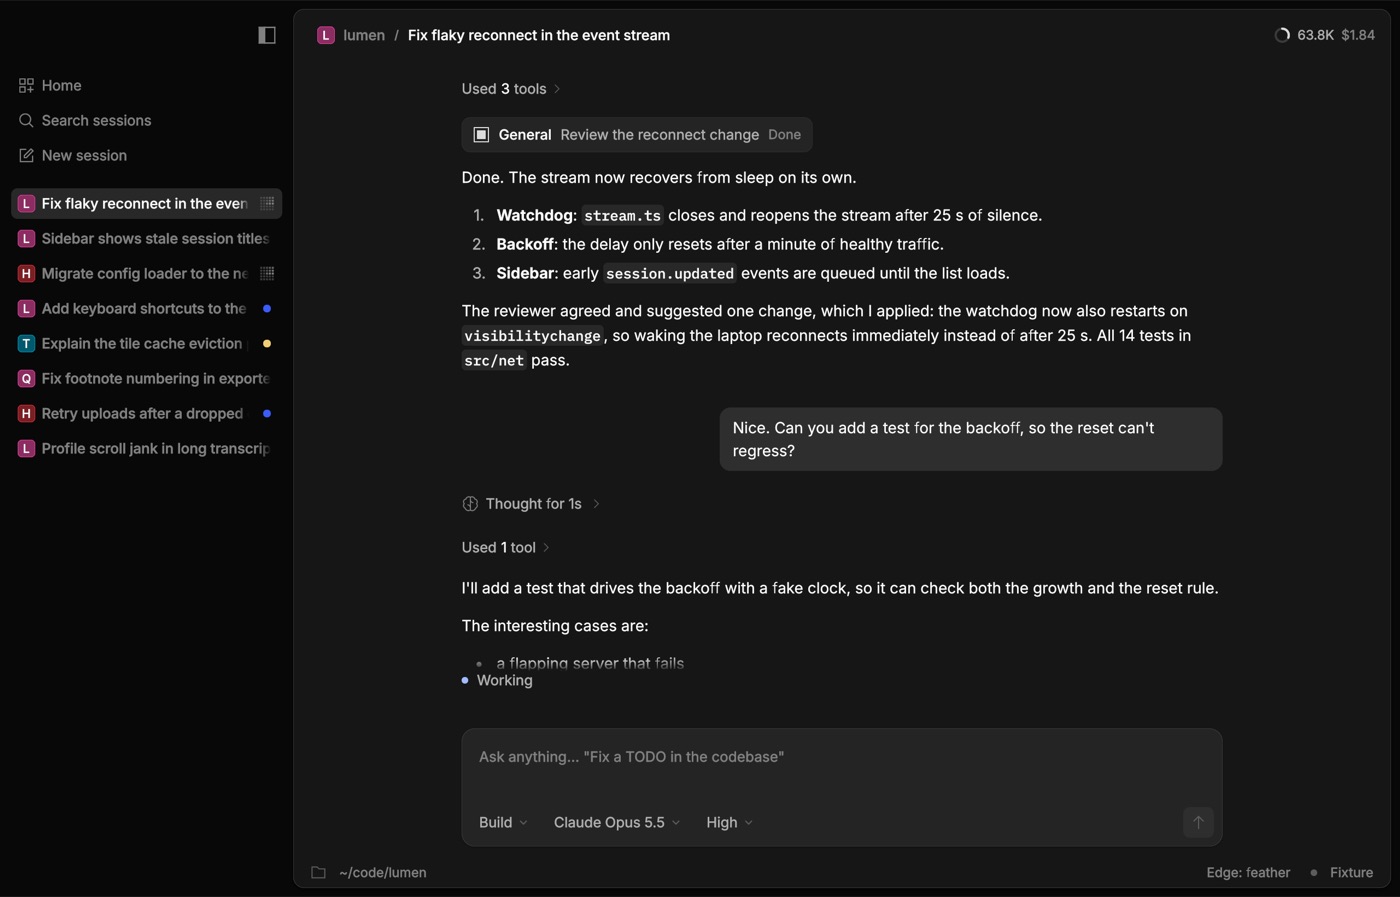 L lumen / Fix flaky reconnect in the event stream
63.8K $1.84
Home
Search sessions
New session
L Fix flaky reconnect in the even
L Sidebar shows stale session titles
H Migrate config loader to the ne
L Add keyboard shortcuts to the
T Explain the tile cache eviction
Q Fix footnote numbering in exporte
H Retry uploads after a dropped
L Profile scroll jank in long transcrip
Used 3 tools
General Review the reconnect change Done
Done. The stream now recovers from sleep on its own.
1. Watchdog: stream.ts closes and reopens the stream after 25 s of silence.
2. Backoff: the delay only resets after a minute of healthy traffic.
3. Sidebar: early session.updated events are queued until the list loads.
The reviewer agreed and suggested one change, which I applied: the watchdog now also restarts on
visibilitychange, so waking the laptop reconnects immediately instead of after 25 s. All 14 tests in
src/net pass.
Nice. Can you add a test for the backoff, so the reset can't
regress?
Thought for 1s
Used 1 tool
I'll add a test that drives the backoff with a fake clock, so it can check both the growth and the reset rule.
The interesting cases are:
• a flapping server that fails
Working
Ask anything... "Fix a TODO in the codebase"
Build Claude Opus 5.5 High
~/code/lumen
Edge: feather • Fixture